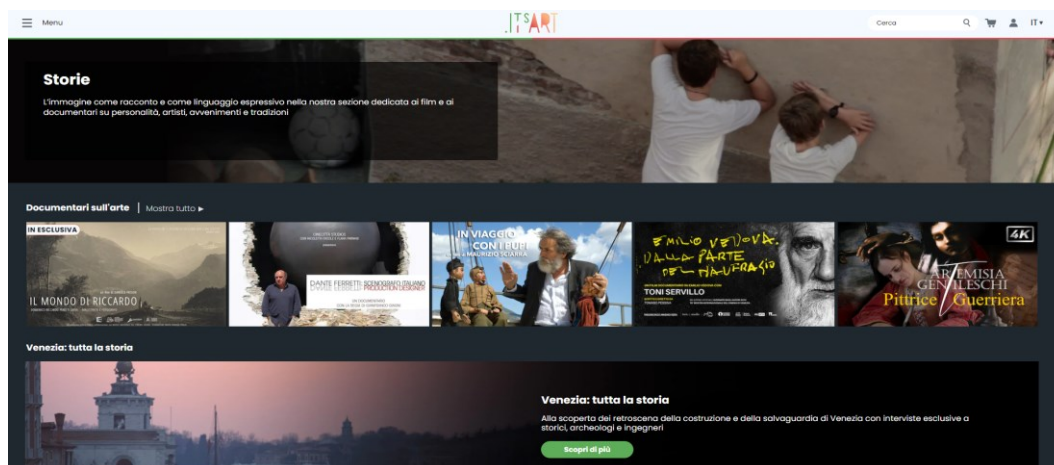 Menu
ITSART
Cerca
IT
Storie
L'immagine come racconto e come linguaggio espressivo nella nostra sezione dedicata ai film e ai
documentari su personalità, artisti, avvenimenti e tradizioni
Documentari sull'arte | Mostra tutto
IN ESCLUSIVA
IL MONDO DI RICCARDO
DANTE FERRETTI: SCENOGRAFO ITALIANO
DANTE FERRETTI: PRODUCTION DESIGNER
IN VIAGGIO
CON I PUPI
MAURIZIO SCIARRA
EMILIO VEDOVA.
DALLA PARTE
DEL NAUFRAGIO
TONI SERVILLO
4K
ARTEMISIA
GENTILESCHI
Pittrice Guerriera
Venezia: tutta la storia
Venezia: tutta la storia
Alla scoperta dei retroscena della costruzione e della salvaguardia di Venezia con interviste esclusive a
storici, archeologi e ingegneri
Scopri di più